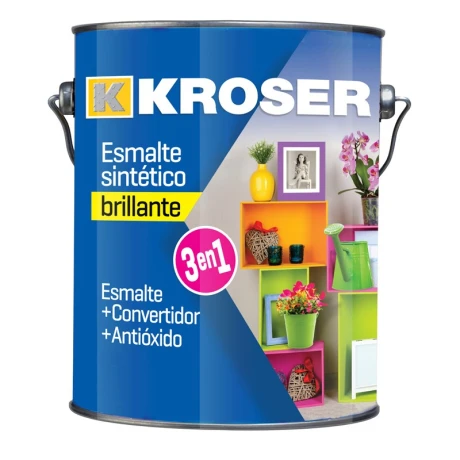 K KROSER
Esmalte
sintético
brillante
3en1
Esmalte
+Convertidor
+Antióxido